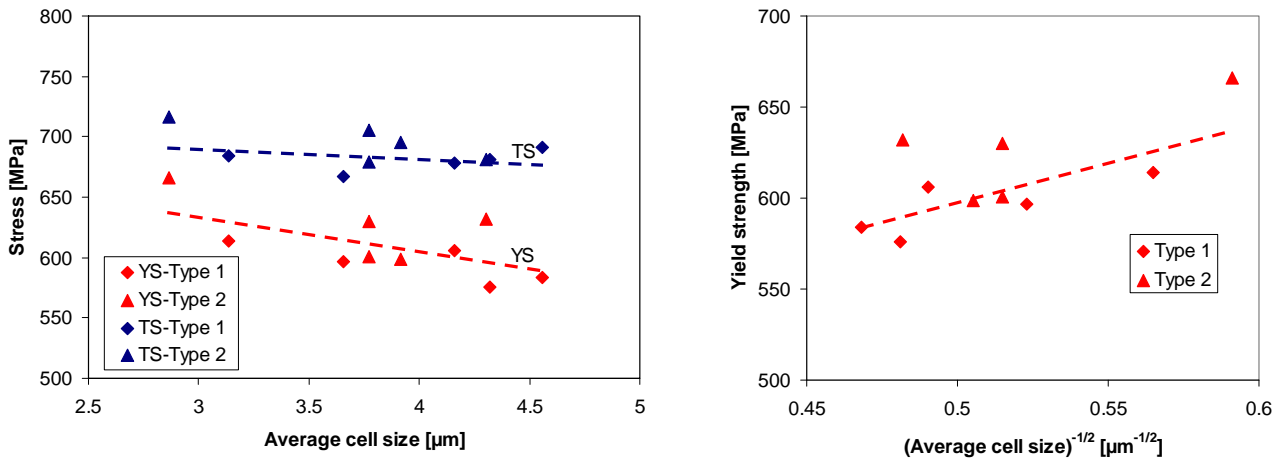 800
750
700
650
600
550
500
Stress [MPa]
TS
YS
YS-Type 1
YS-Type 2
TS-Type 1
TS-Type 2
2.5 3 3.5 4 4.5 5
Average cell size [µm]
700
650
600
550
500
Yield strength [MPa]
Type 1
Type 2
0.45 0.5 0.55 0.6
(Average cell size)⁻¹/² [µm⁻¹/²]